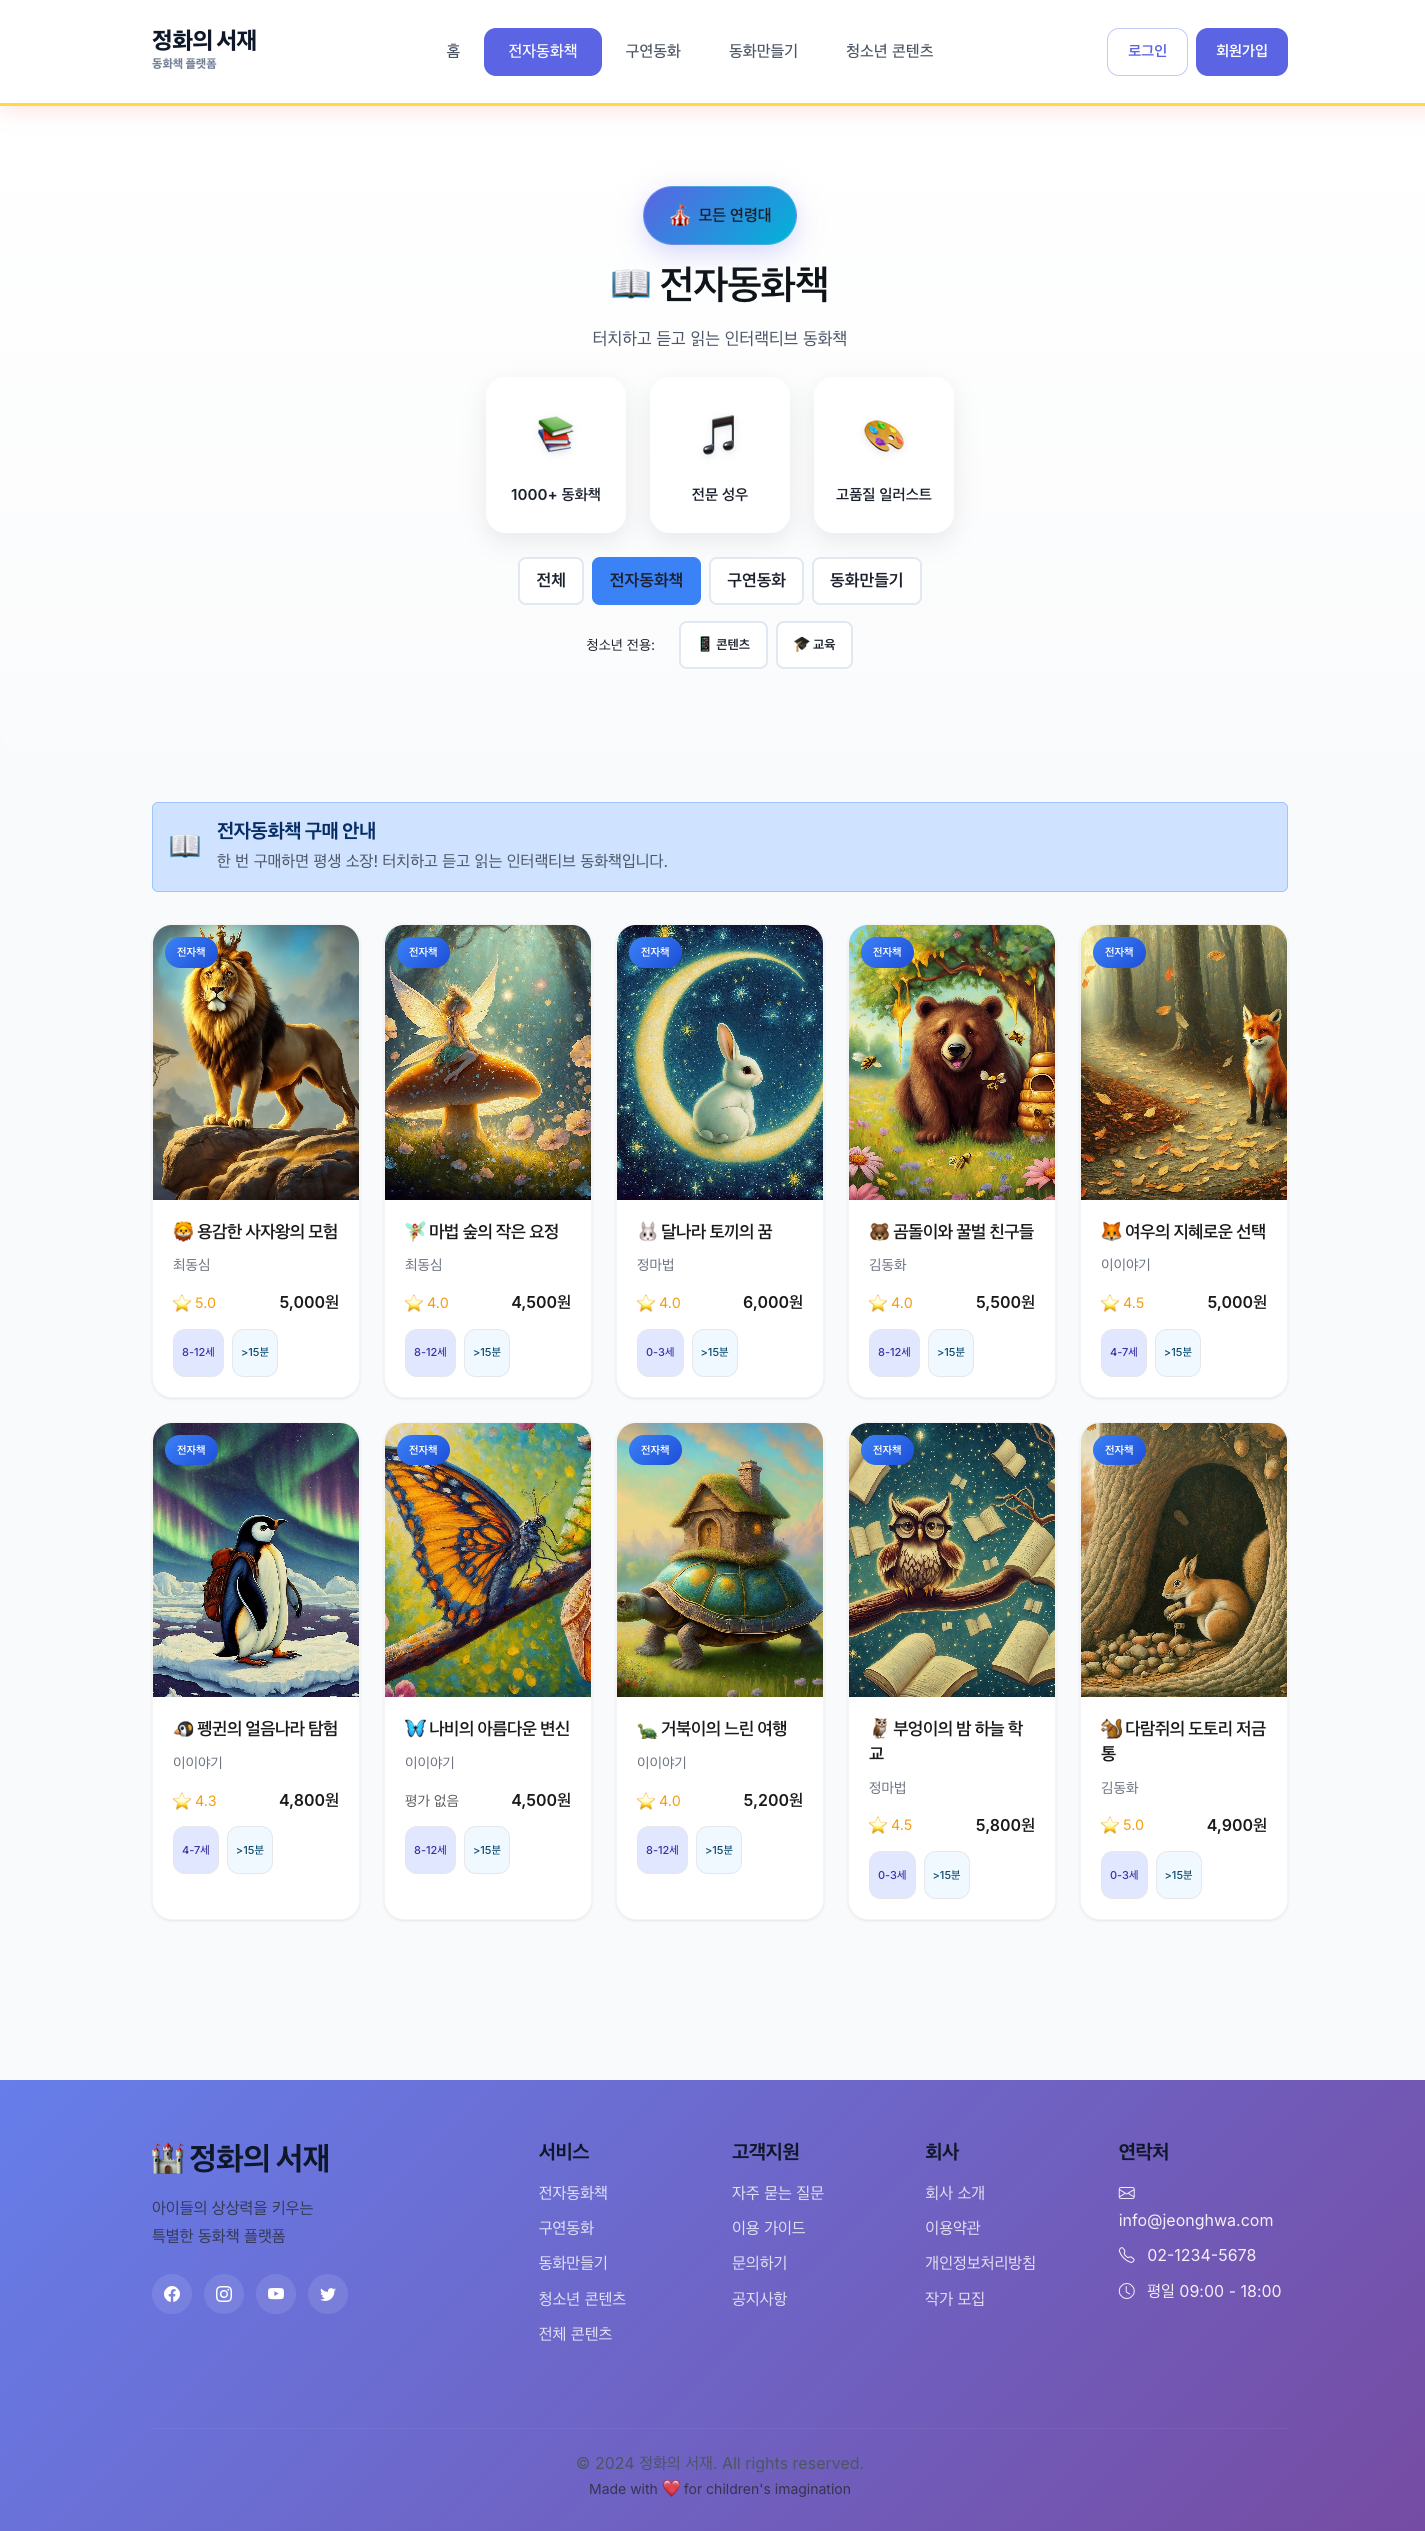 정화의 서재
동화책 플랫폼
홈
전자동화책
구연동화
동화만들기
청소년 콘텐츠
로그인
회원가입
🎪 모든 연령대
📖 전자동화책
터치하고 듣고 읽는 인터랙티브 동화책
1000+ 동화책
전문 성우
고품질 일러스트
전체
전자동화책
구연동화
동화만들기
청소년 전용:
📱 콘텐츠
🎓 교육
전자동화책 구매 안내
한 번 구매하면 평생 소장! 터치하고 듣고 읽는 인터랙티브 동화책입니다.
전자책
🦁 용감한 사자왕의 모험
최동심
⭐ 5.0
5,000원
8-12세
>15분
전자책
🧚 마법 숲의 작은 요정
최동심
⭐ 4.0
4,500원
8-12세
>15분
전자책
🐰 달나라 토끼의 꿈
정마법
⭐ 4.0
6,000원
0-3세
>15분
전자책
🐻 곰돌이와 꿀벌 친구들
김동화
⭐ 4.0
5,500원
8-12세
>15분
전자책
🦊 여우의 지혜로운 선택
이이야기
⭐ 4.5
5,000원
4-7세
>15분
전자책
🐧 펭귄의 얼음나라 탐험
이이야기
⭐ 4.3
4,800원
4-7세
>15분
전자책
🦋 나비의 아름다운 변신
이이야기
평가 없음
4,500원
8-12세
>15분
전자책
🐢 거북이의 느린 여행
이이야기
⭐ 4.0
5,200원
8-12세
>15분
전자책
🦉 부엉이의 밤 하늘 학
교
정마법
⭐ 4.5
5,800원
0-3세
>15분
전자책
🐿️ 다람쥐의 도토리 저금
통
김동화
⭐ 5.0
4,900원
0-3세
>15분
🏰 정화의 서재
아이들의 상상력을 키우는
특별한 동화책 플랫폼
서비스
전자동화책
구연동화
동화만들기
청소년 콘텐츠
전체 콘텐츠
고객지원
자주 묻는 질문
이용 가이드
문의하기
공지사항
회사
회사 소개
이용약관
개인정보처리방침
작가 모집
연락처
info@jeonghwa.com
02-1234-5678
평일 09:00 - 18:00
© 2024 정화의 서재. All rights reserved.
Made with ❤️ for children's imagination